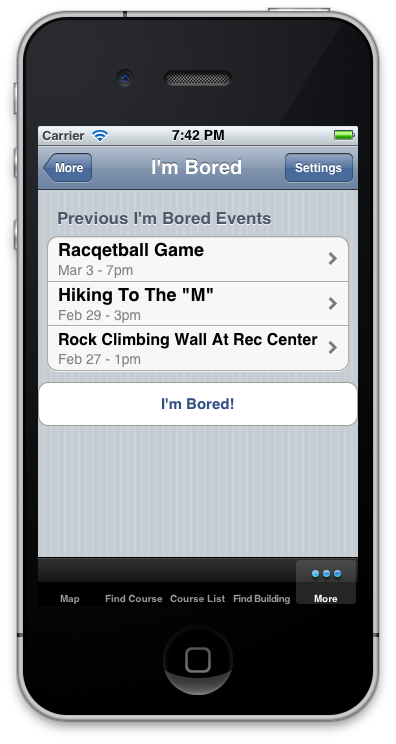 Carrier 7:42 PM
More I'm Bored Settings
Previous I'm Bored Events
Racqetball Game
Mar 3 - 7pm
Hiking To The "M"
Feb 29 - 3pm
Rock Climbing Wall At Rec Center
Feb 27 - 1pm
I'm Bored!
Map Find Course Course List Find Building More